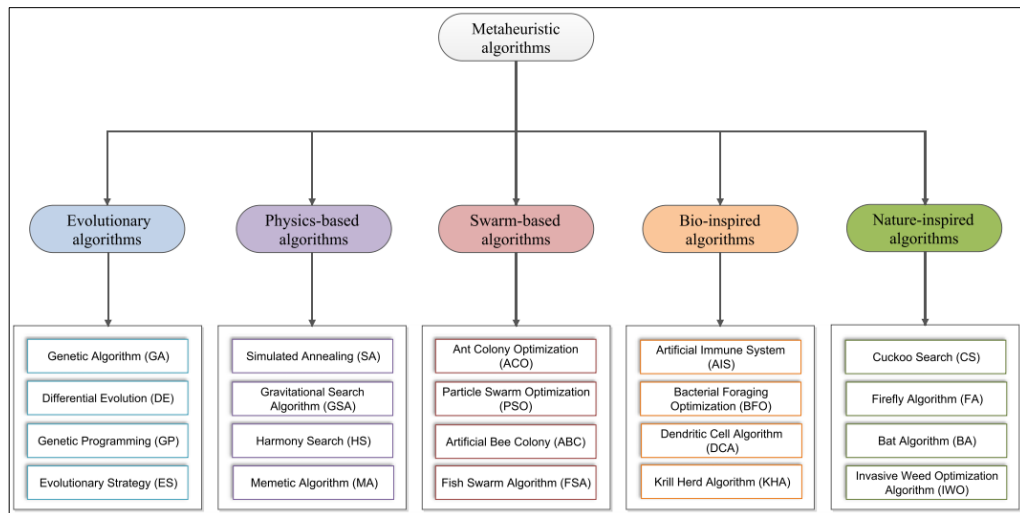 Metaheuristic
algorithms
Evolutionary
algorithms
Physics-based
algorithms
Swarm-based
algorithms
Bio-inspired
algorithms
Nature-inspired
algorithms
Genetic Algorithm (GA)
Differential Evolution (DE)
Genetic Programming (GP)
Evolutionary Strategy (ES)
Simulated Annealing (SA)
Gravitational Search
Algorithm (GSA)
Harmony Search (HS)
Memetic Algorithm (MA)
Ant Colony Optimization
(ACO)
Particle Swarm Optimization
(PSO)
Artificial Bee Colony (ABC)
Fish Swarm Algorithm (FSA)
Artificial Immune System
(AIS)
Bacterial Foraging
Optimization (BFO)
Dendritic Cell Algorithm
(DCA)
Krill Herd Algorithm (KHA)
Cuckoo Search (CS)
Firefly Algorithm (FA)
Bat Algorithm (BA)
Invasive Weed Optimization
Algorithm (IWO)